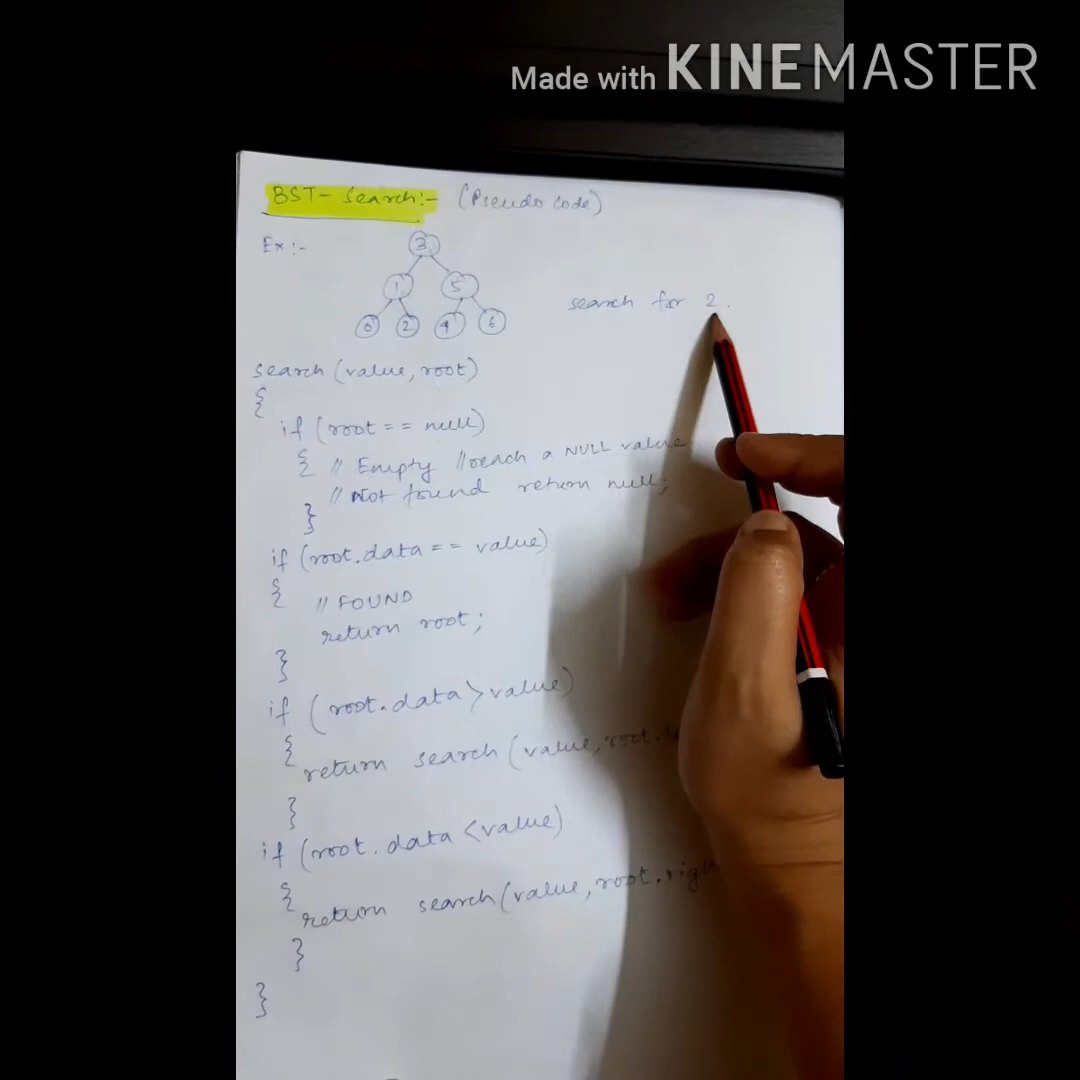 Made with KINEMASTER
BST- Search:- (Pseudo code)
Ex:-
3
1 5
0 2 4 6
search for 2.
search (value, root)
{
if (root == null)
{ // Empty //reach a NULL value
// Not found return null;
}
if (root.data == value)
{ // FOUND
return root;
}
if (root.data > value)
{ return search (value, root.
}
if (root.data < value)
{ return search (value, root.righ
}
}